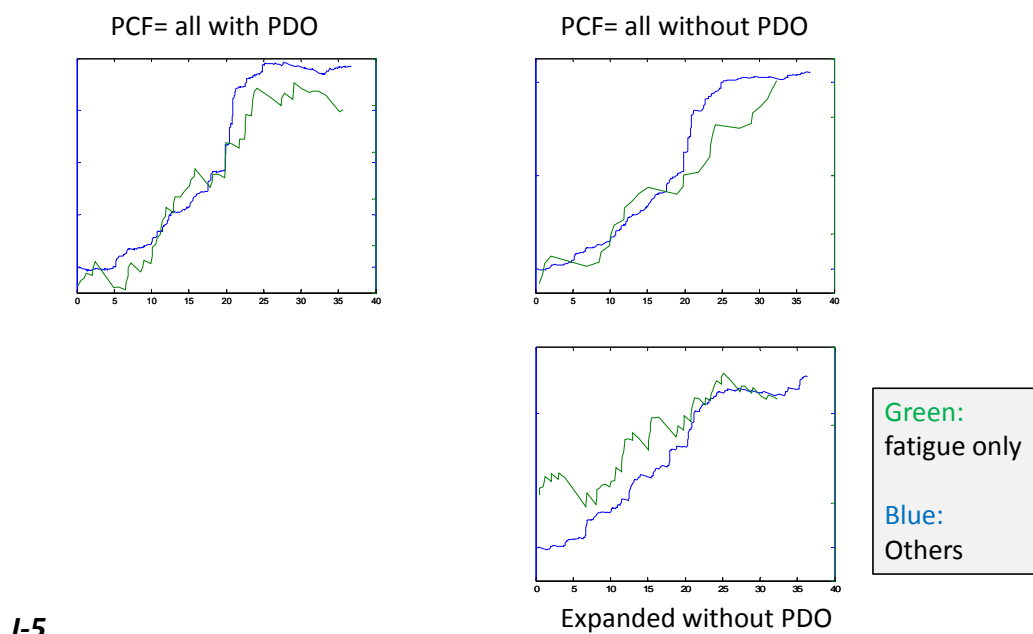 PCF= all with PDO
PCF= all without PDO
0 5 10 15 20 25 30 35 40
0 5 10 15 20 25 30 35 40
0 5 10 15 20 25 30 35 40
Green:
fatigue only
Blue:
Others
Expanded without PDO
I-5